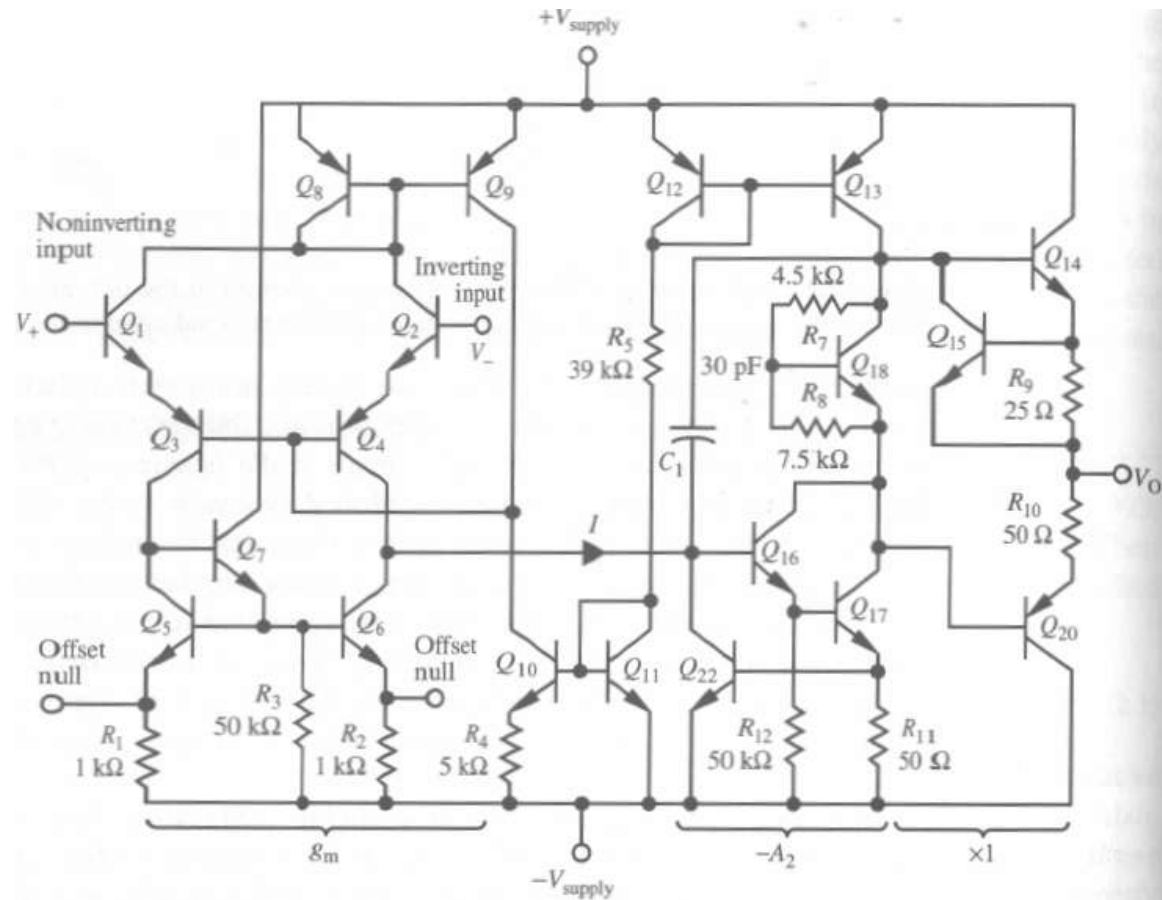 +Vsupply
Q8
Q9
Q12
Q13
Noninverting
input
Inverting
input
Q14
V+
Q1
Q2
V−
4.5 kΩ
R7
Q15
R5
39 kΩ
30 pF
Q18
R8
7.5 kΩ
R9
25 Ω
Q3
Q4
C1
VO
R10
50 Ω
I
Q7
Q16
Q17
Q5
Q6
Q20
Offset
null
Offset
null
Q10
Q11
Q22
R3
50 kΩ
R1
1 kΩ
R2
1 kΩ
R4
5 kΩ
R12
50 kΩ
R11
50 Ω
gm
−A2
×1
−Vsupply